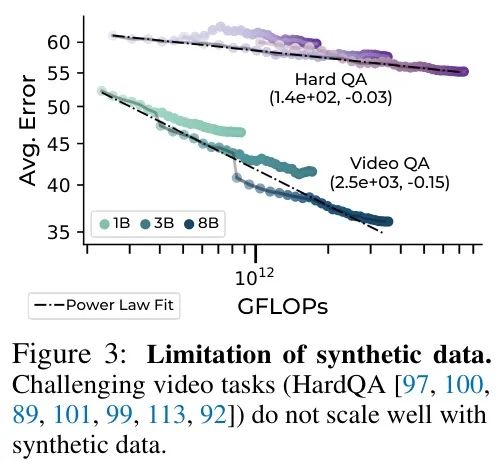 60
55
50
45
40
35
Avg. Error
Hard QA
(1.4e+02, -0.03)
Video QA
(2.5e+03, -0.15)
1B 3B 8B
10¹²
Power Law Fit
GFLOPs
Figure 3: Limitation of synthetic data.
Challenging video tasks (HardQA [97, 100,
89, 101, 99, 113, 92]) do not scale well with
synthetic data.